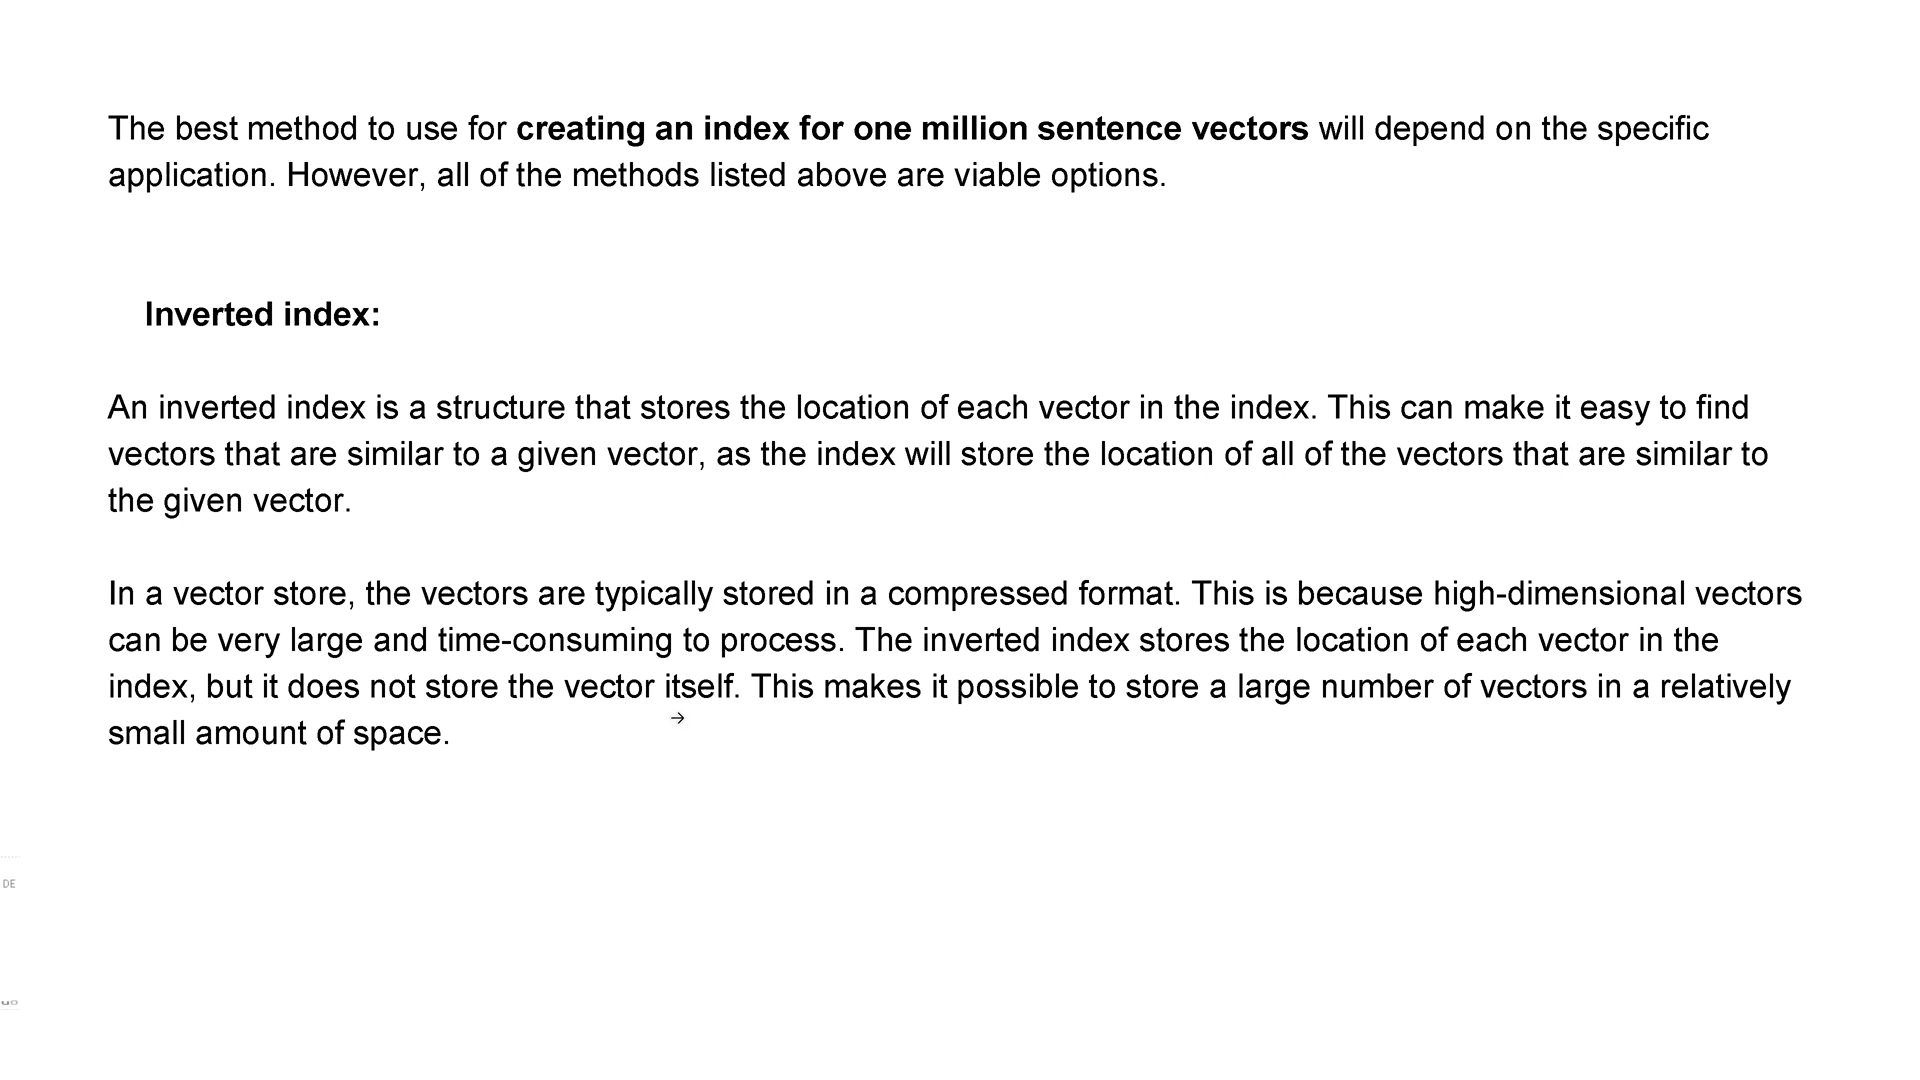 The best method to use for creating an index for one million sentence vectors will depend on the specific
application. However, all of the methods listed above are viable options.
Inverted index:
An inverted index is a structure that stores the location of each vector in the index. This can make it easy to find
vectors that are similar to a given vector, as the index will store the location of all of the vectors that are similar to
the given vector.
In a vector store, the vectors are typically stored in a compressed format. This is because high-dimensional vectors
can be very large and time-consuming to process. The inverted index stores the location of each vector in the
index, but it does not store the vector itself. This makes it possible to store a large number of vectors in a relatively
small amount of space.
DE